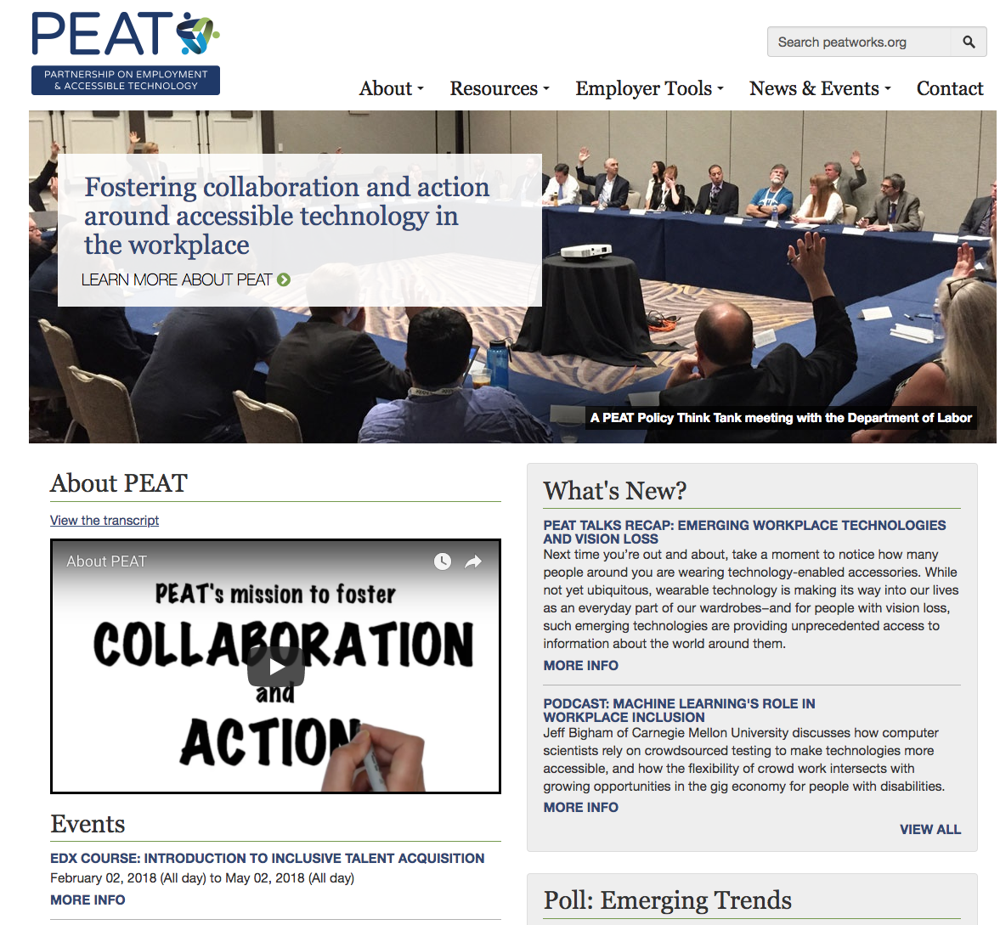 PEAT
PARTNERSHIP ON EMPLOYMENT
& ACCESSIBLE TECHNOLOGY
Search peatworks.org
About
Resources
Employer Tools
News & Events
Contact
Fostering collaboration and action
around accessible technology in
the workplace
LEARN MORE ABOUT PEAT
A PEAT Policy Think Tank meeting with the Department of Labor
About PEAT
View the transcript
About PEAT
PEAT's mission to foster
COLLABORATION
and
ACTION
Events
EDX COURSE: INTRODUCTION TO INCLUSIVE TALENT ACQUISITION
February 02, 2018 (All day) to May 02, 2018 (All day)
MORE INFO
What's New?
PEAT TALKS RECAP: EMERGING WORKPLACE TECHNOLOGIES
AND VISION LOSS
Next time you’re out and about, take a moment to notice how many
people around you are wearing technology-enabled accessories. While
not yet ubiquitous, wearable technology is making its way into our lives
as an everyday part of our wardrobes–and for people with vision loss,
such emerging technologies are providing unprecedented access to
information about the world around them.
MORE INFO
PODCAST: MACHINE LEARNING'S ROLE IN
WORKPLACE INCLUSION
Jeff Bigham of Carnegie Mellon University discusses how computer
scientists rely on crowdsourced testing to make technologies more
accessible, and how the flexibility of crowd work intersects with
growing opportunities in the gig economy for people with disabilities.
MORE INFO
VIEW ALL
Poll: Emerging Trends